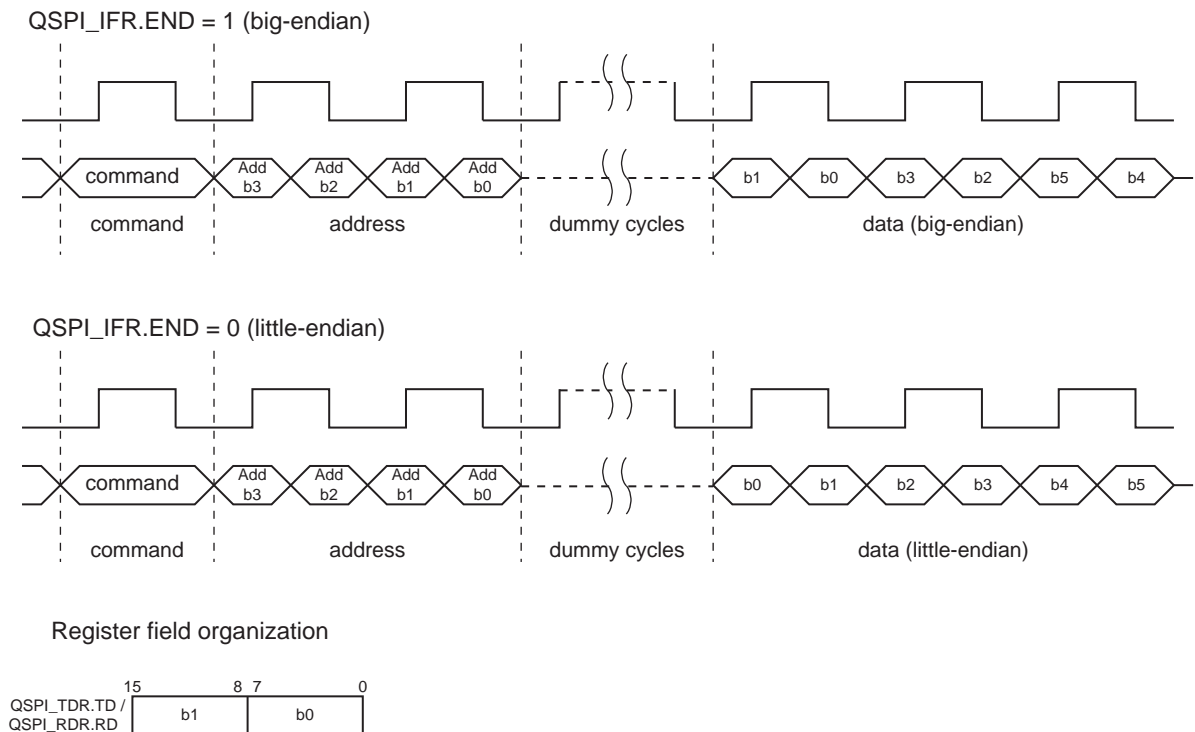 QSPI_IFR.END = 1 (big-endian)
command Add b3 Add b2 Add b1 Add b0 b1 b0 b3 b2 b5 b4
command address dummy cycles data (big-endian)
QSPI_IFR.END = 0 (little-endian)
command Add b3 Add b2 Add b1 Add b0 b0 b1 b2 b3 b4 b5
command address dummy cycles data (little-endian)
Register field organization
15 8 7 0
QSPI_TDR.TD /
QSPI_RDR.RD b1 b0